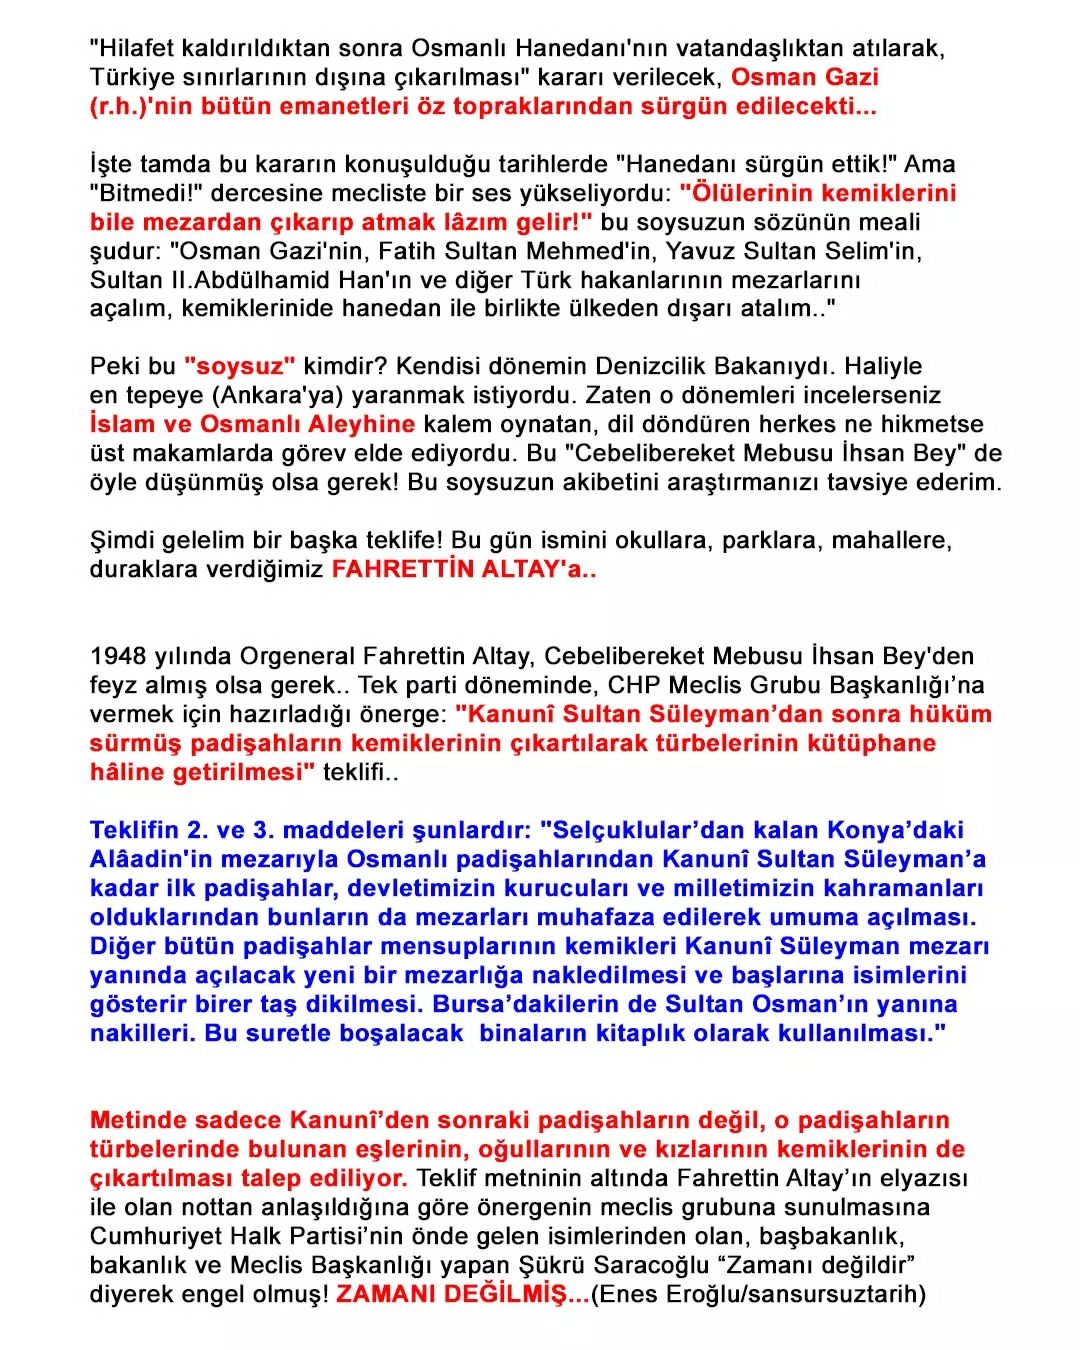 "Hilafet kaldırıldıktan sonra Osmanlı Hanedanı'nın vatandaşlıktan atılarak,
Türkiye sınırlarının dışına çıkarılması" kararı verilecek, Osman Gazi
(r.h.)'nin bütün emanetleri öz topraklarından sürgün edilecekti...
İşte tamda bu kararın konuşulduğu tarihlerde "Hanedanı sürgün ettik!" Ama
"Bitmedi!" dercesine mecliste bir ses yükseliyordu: "Ölülerinin kemiklerini
bile mezardan çıkarıp atmak lâzım gelir!" bu soysuzun sözünün meali
şudur: "Osman Gazi'nin, Fatih Sultan Mehmed'in, Yavuz Sultan Selim'in,
Sultan II.Abdülhamid Han'ın ve diğer Türk hakanlarının mezarlarını
açalım, kemiklerinide hanedan ile birlikte ülkeden dışarı atalım.."
Peki bu "soysuz" kimdir? Kendisi dönemin Denizcilik Bakanıydı. Haliyle
en tepeye (Ankara'ya) yaranmak istiyordu. Zaten o dönemleri incelerseniz
İslam ve Osmanlı Aleyhine kalem oynatan, dil döndüren herkes ne hikmetse
üst makamlarda görev elde ediyordu. Bu "Cebelibereket Mebusu İhsan Bey" de
öyle düşünmüş olsa gerek! Bu soysuzun akibetini araştırmanızı tavsiye ederim.
Şimdi gelelim bir başka teklife! Bu gün ismini okullara, parklara, mahallere,
duraklara verdiğimiz FAHRETTİN ALTAY'a..
1948 yılında Orgeneral Fahrettin Altay, Cebelibereket Mebusu İhsan Bey'den
feyz almış olsa gerek.. Tek parti döneminde, CHP Meclis Grubu Başkanlığı’na
vermek için hazırladığı önerge: "Kanunî Sultan Süleyman’dan sonra hüküm
sürmüş padişahların kemiklerinin çıkartılarak türbelerinin kütüphane
hâline getirilmesi" teklifi..
Teklifin 2. ve 3. maddeleri şunlardır: "Selçuklular’dan kalan Konya’daki
Alâadin'in mezarıyla Osmanlı padişahlarından Kanunî Sultan Süleyman’a
kadar ilk padişahlar, devletimizin kurucuları ve milletimizin kahramanları
olduklarından bunların da mezarları muhafaza edilerek umuma açılması.
Diğer bütün padişahlar mensuplarının kemikleri Kanunî Süleyman mezarı
yanında açılacak yeni bir mezarlığa nakledilmesi ve başlarına isimlerini
gösterir birer taş dikilmesi. Bursa’dakilerin de Sultan Osman’ın yanına
nakilleri. Bu suretle boşalacak  binaların kitaplık olarak kullanılması."
Metinde sadece Kanunî’den sonraki padişahların değil, o padişahların
türbelerinde bulunan eşlerinin, oğullarının ve kızlarının kemiklerinin de
çıkartılması talep ediliyor. Teklif metninin altında Fahrettin Altay’ın elyazısı
ile olan nottan anlaşıldığına göre önergenin meclis grubuna sunulmasına
Cumhuriyet Halk Partisi’nin önde gelen isimlerinden olan, başbakanlık,
bakanlık ve Meclis Başkanlığı yapan Şükrü Saracoğlu “Zamanı değildir”
diyerek engel olmuş! ZAMANI DEĞİLMİŞ...(Enes Eroğlu/sansursuztarih)